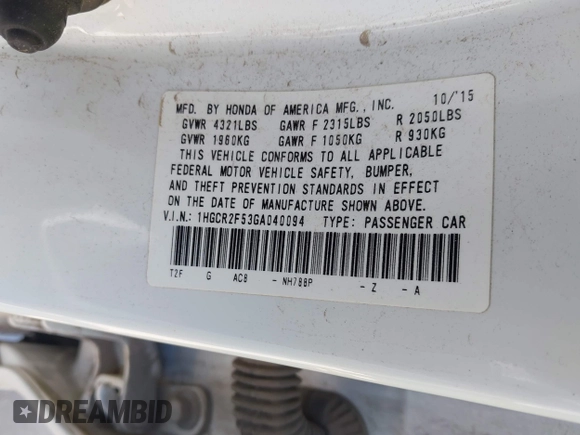 MFD. BY HONDA OF AMERICA MFG., INC. 10/'15
GVWR 4321LBS GAWR F 2315LBS R 2050LBS
GVWR 1960KG GAWR F 1050KG R 930KG
THIS VEHICLE CONFORMS TO ALL APPLICABLE
FEDERAL MOTOR VEHICLE SAFETY, BUMPER,
AND THEFT PREVENTION STANDARDS IN EFFECT
ON THE DATE OF MANUFACTURE SHOWN ABOVE.
V.I.N.: 1HGCR2F53GA040094 TYPE: PASSENGER CAR
T2F G AC8 - NH788P - Z - A
DREAMBID